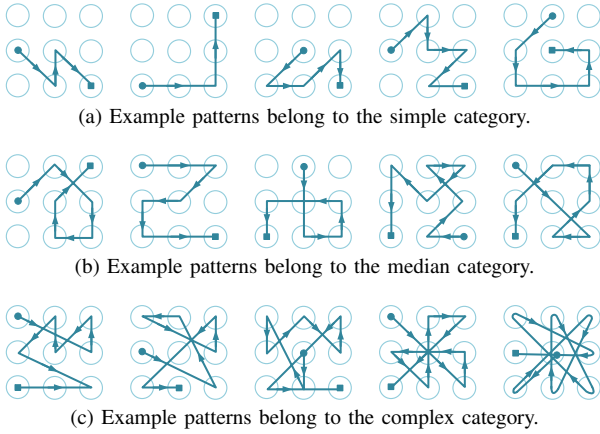 (a) Example patterns belong to the simple category.
(b) Example patterns belong to the median category.
(c) Example patterns belong to the complex category.